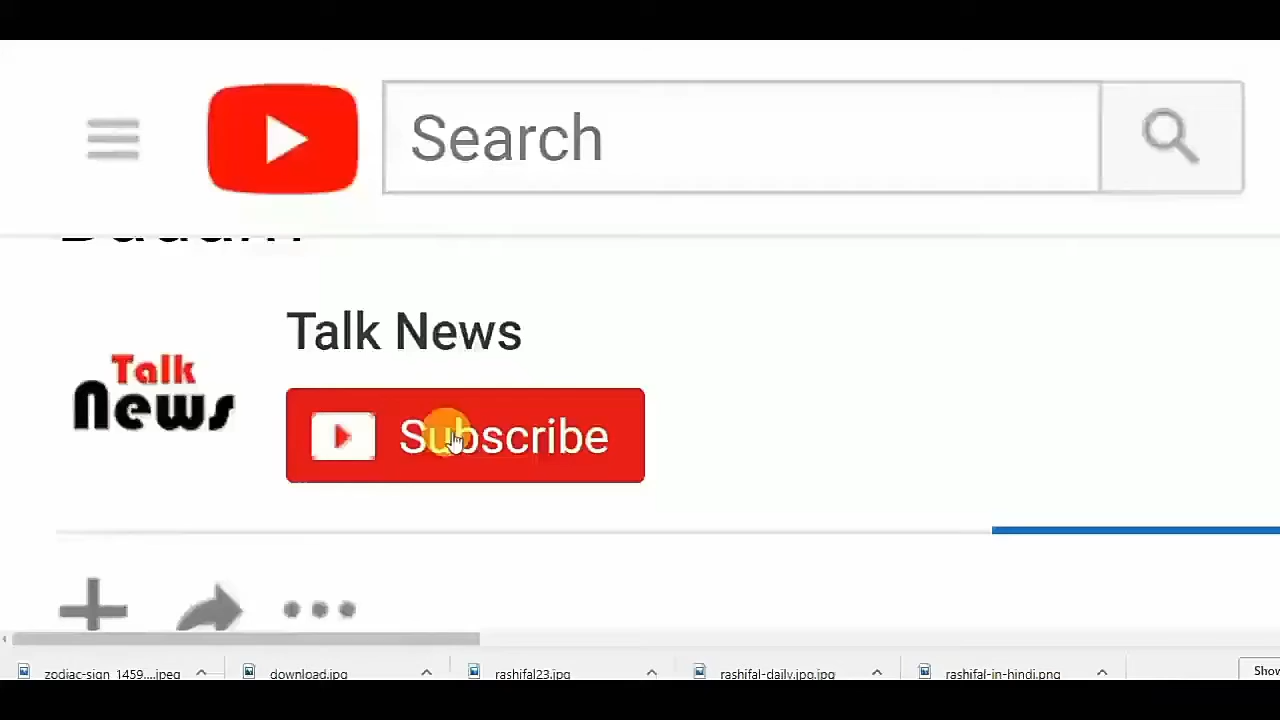 Search
Talk News
Talk
News
Subscribe
zodiac-sign_1459....jpeg
download.jpg
rashifal23.jpg
rashifal-daily.jpg.jpg
rashifal-in-hindi.png